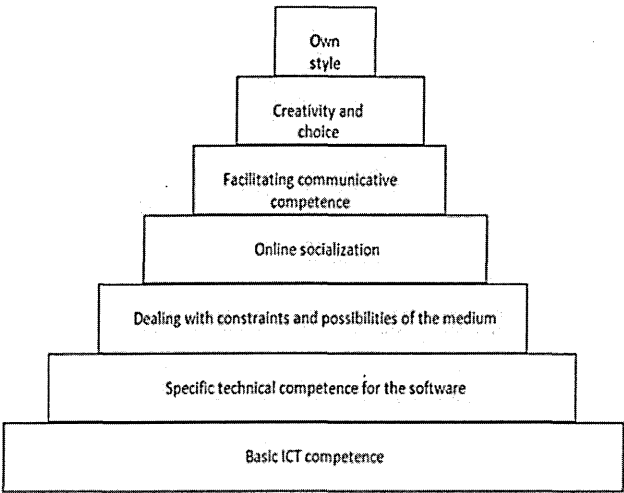 Own
style
Creativity and
choice
Facilitating communicative
competence
Online socialization
Dealing with constraints and possibilities of the medium
Specific technical competence for the software
Basic ICT competence